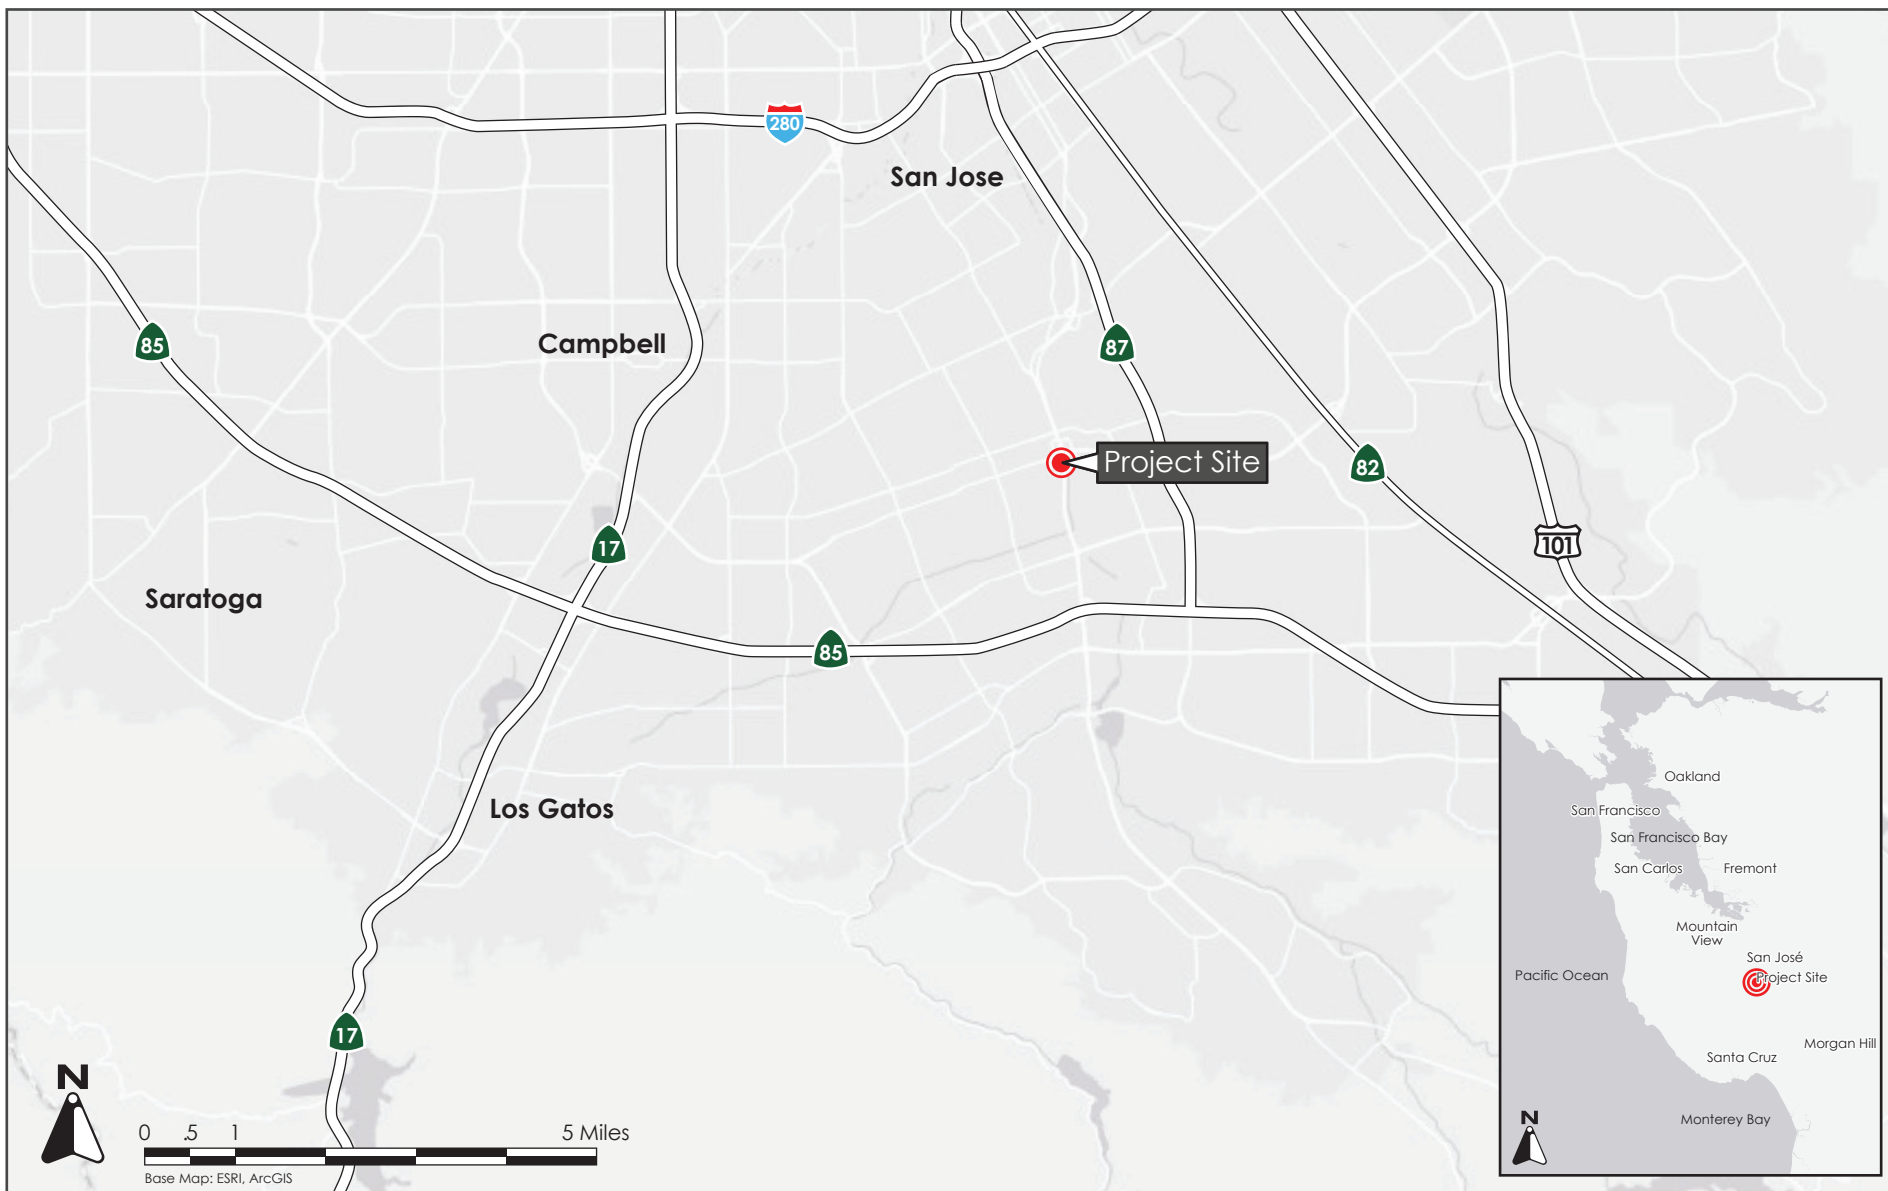 280
San Jose
85
Campbell
87
Project Site
82
17
101
Saratoga
85
Los Gatos
17
N
0 .5 1 5 Miles
Base Map: ESRI, ArcGIS
Oakland
San Francisco
San Francisco Bay
San Carlos
Fremont
Mountain
View
San José
Project Site
Pacific Ocean
Morgan Hill
Santa Cruz
Monterey Bay
N